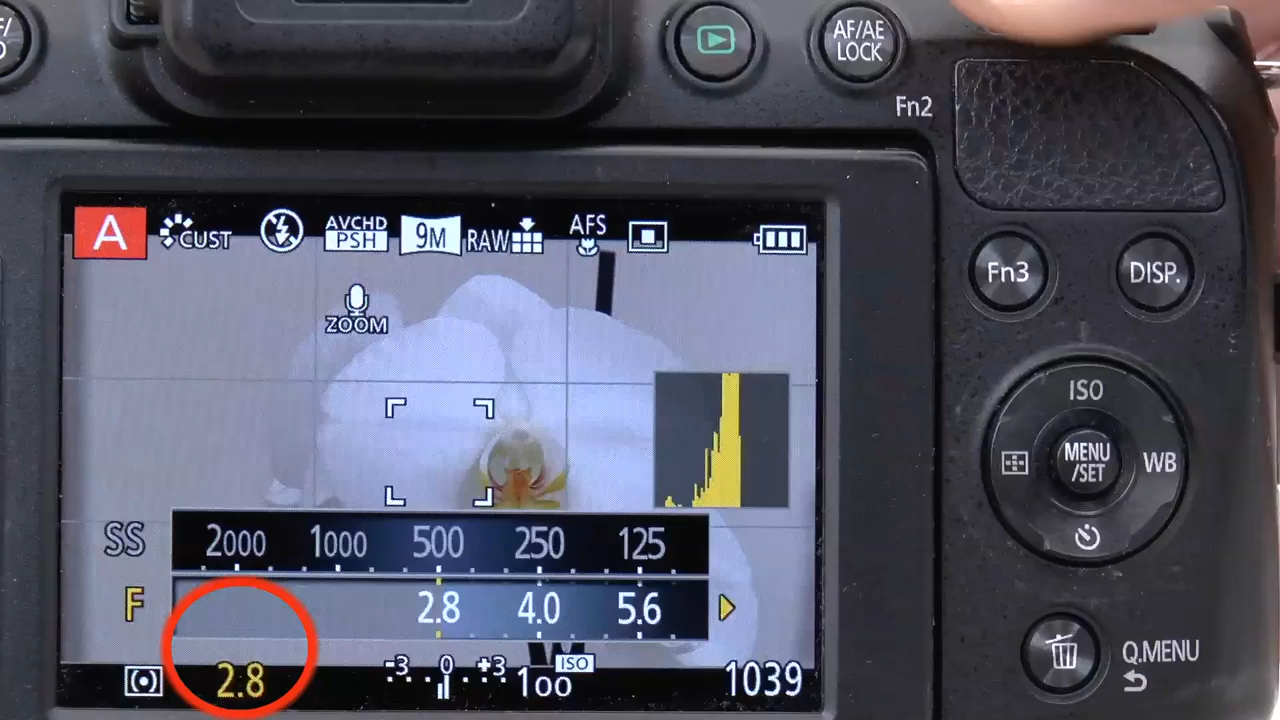 AF/AE
LOCK
Fn2
A
CUST
AVCHD
PSH
9M
RAW
AFS
ZOOM
Fn3
DISP.
ISO
MENU
/SET
WB
SS 2000 1000 500 250 125
F 2.8 4.0 5.6
2.8
-3 0 +3
ISO
100
1039
Q.MENU